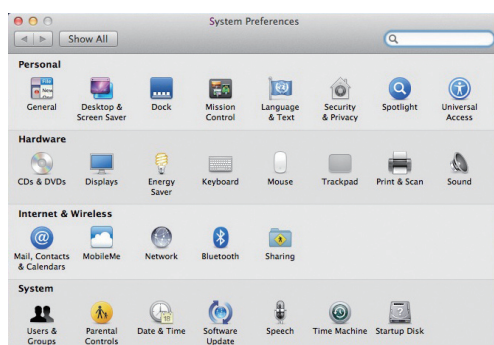 System Preferences
Show All
Personal
General
Desktop & Screen Saver
Dock
Mission Control
Language & Text
Security & Privacy
Spotlight
Universal Access
Hardware
CDs & DVDs
Displays
Energy Saver
Keyboard
Mouse
Trackpad
Print & Scan
Sound
Internet & Wireless
Mail, Contacts & Calendars
MobileMe
Network
Bluetooth
Sharing
System
Users & Groups
Parental Controls
Date & Time
Software Update
Speech
Time Machine
Startup Disk